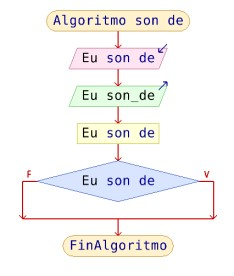 Algoritmo son de
Eu son de
Eu son_de
Eu son de
Eu son de
F
V
FinAlgoritmo